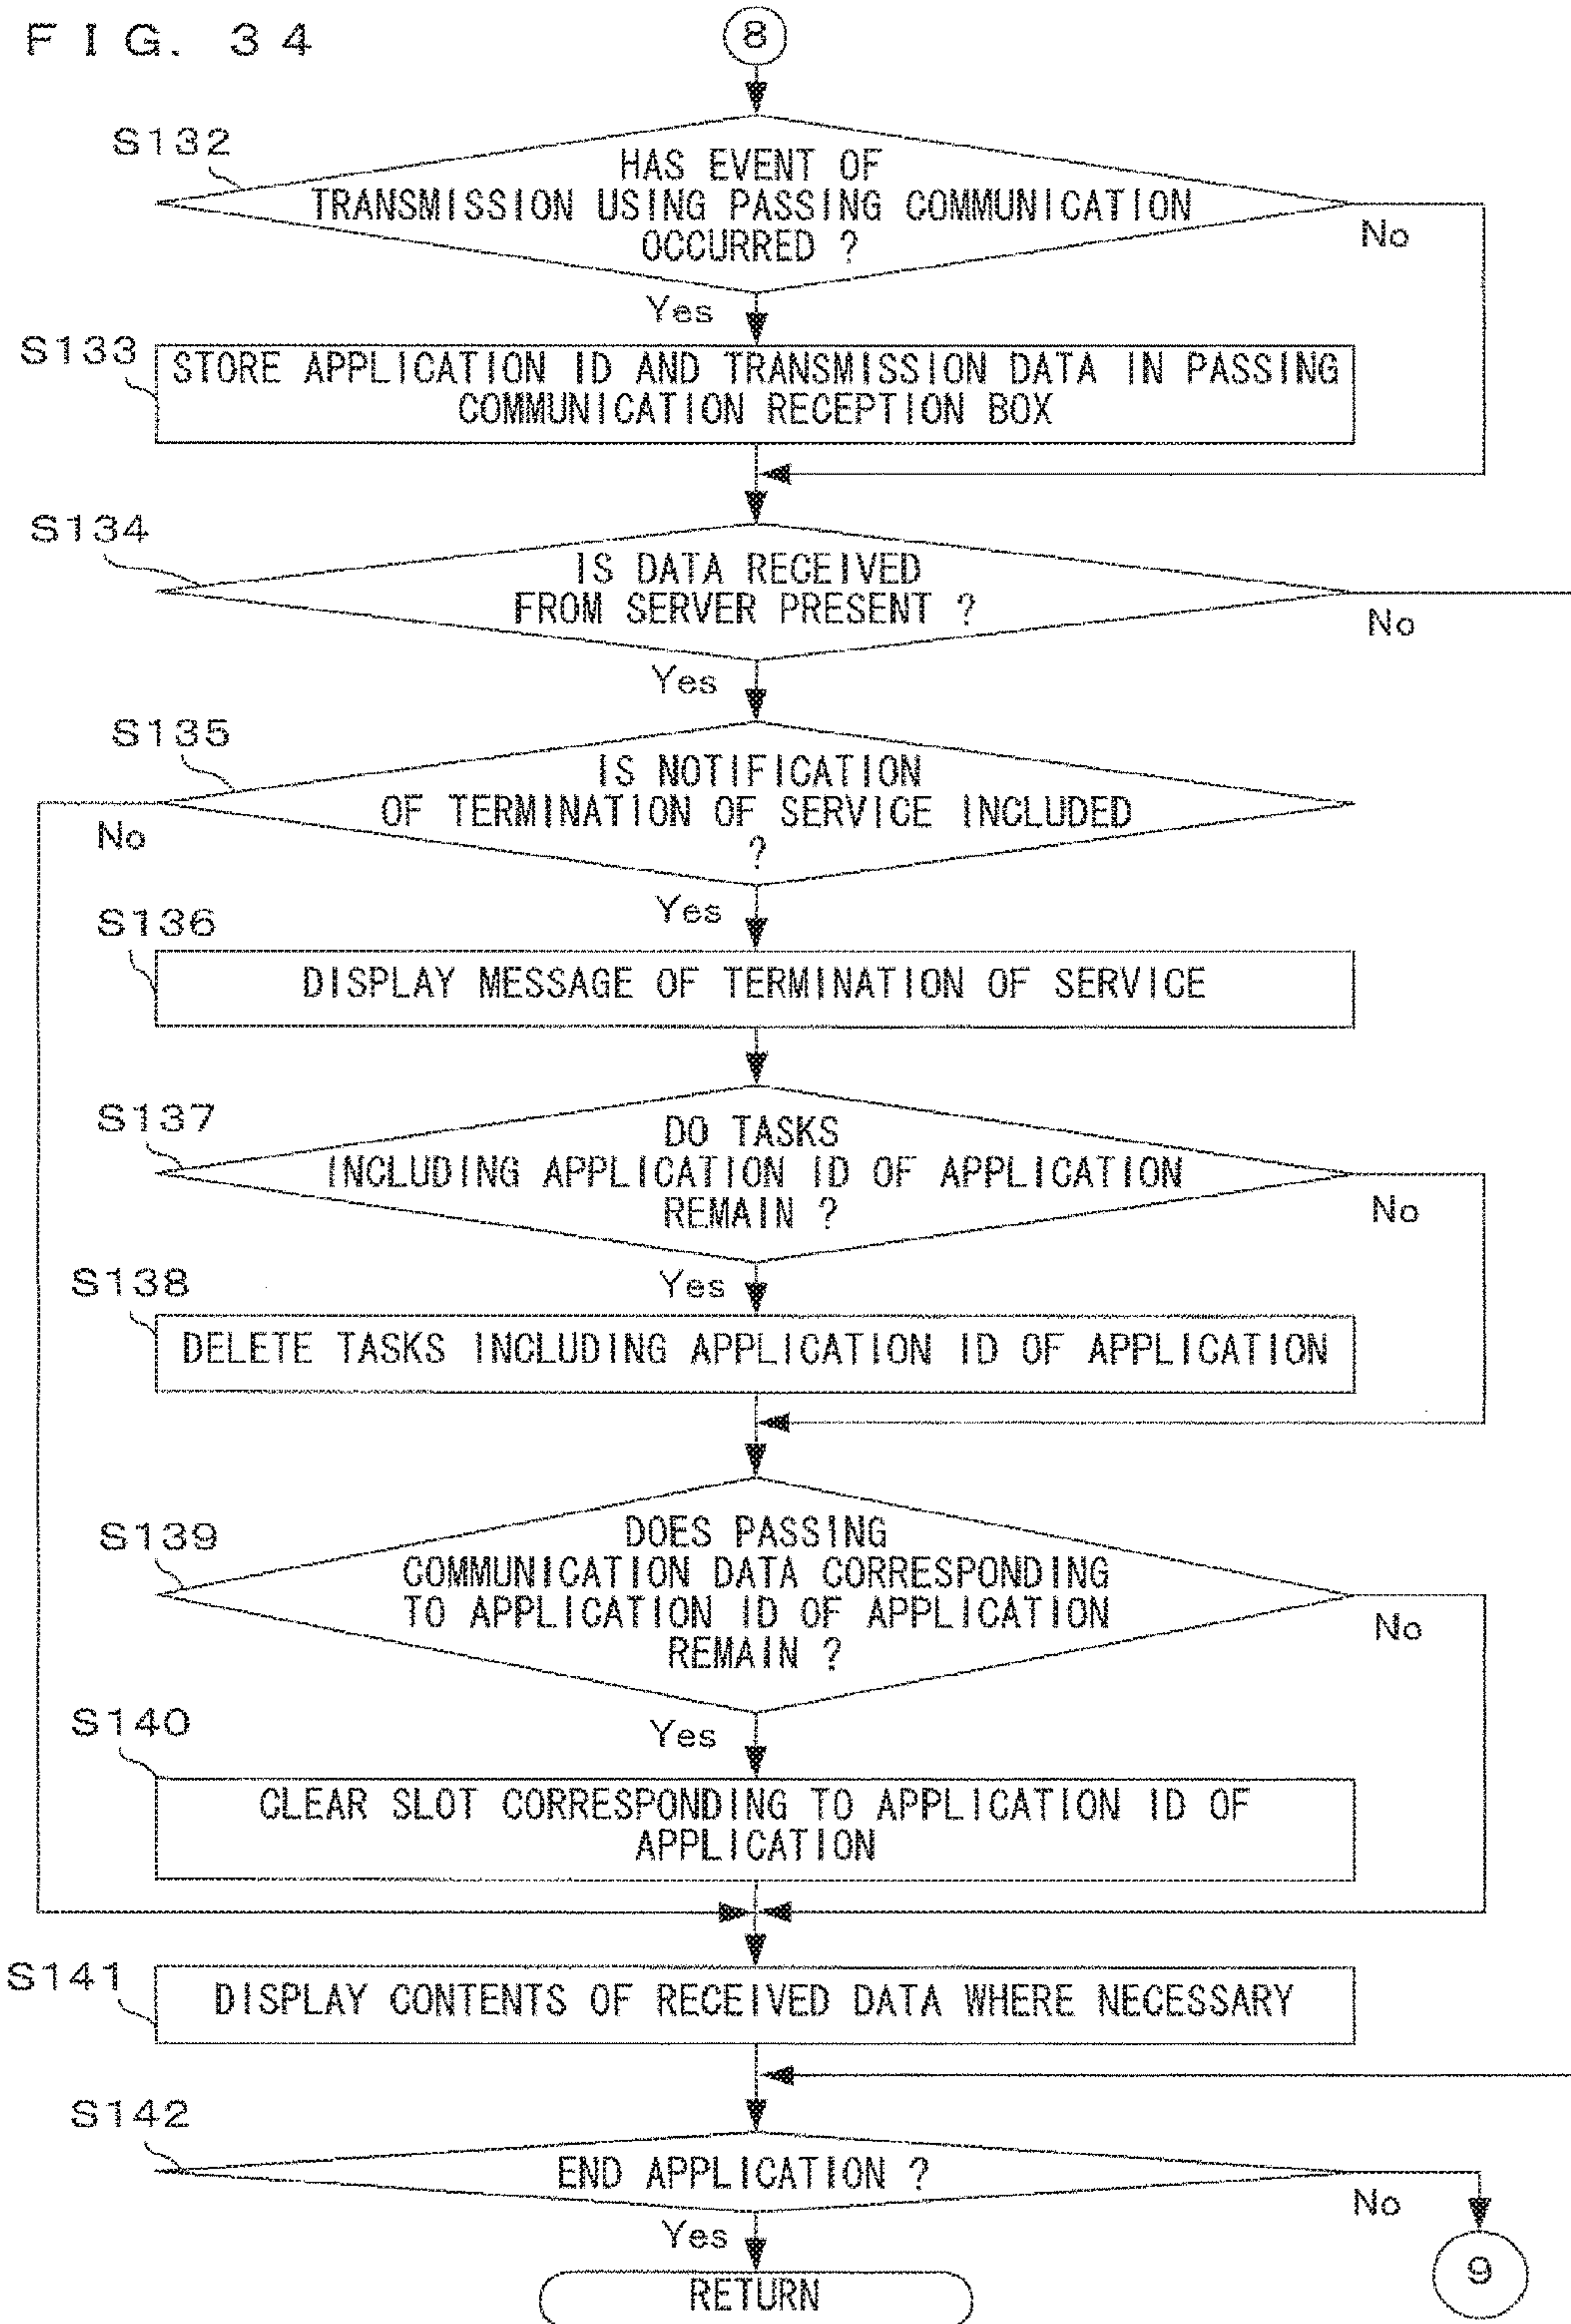 FIG. 34
8
S132
HAS EVENT OF
TRANSMISSION USING PASSING COMMUNICATION
OCCURRED ?
No
Yes
S133
STORE APPLICATION ID AND TRANSMISSION DATA IN PASSING
COMMUNICATION RECEPTION BOX
S134
IS DATA RECEIVED
FROM SERVER PRESENT ?
No
Yes
S135
IS NOTIFICATION
OF TERMINATION OF SERVICE INCLUDED
?
No
Yes
S136
DISPLAY MESSAGE OF TERMINATION OF SERVICE
S137
DO TASKS
INCLUDING APPLICATION ID OF APPLICATION
REMAIN ?
No
Yes
S138
DELETE TASKS INCLUDING APPLICATION ID OF APPLICATION
S139
DOES PASSING
COMMUNICATION DATA CORRESPONDING
TO APPLICATION ID OF APPLICATION
REMAIN ?
No
Yes
S140
CLEAR SLOT CORRESPONDING TO APPLICATION ID OF
APPLICATION
S141
DISPLAY CONTENTS OF RECEIVED DATA WHERE NECESSARY
S142
END APPLICATION ?
No
Yes
RETURN
9